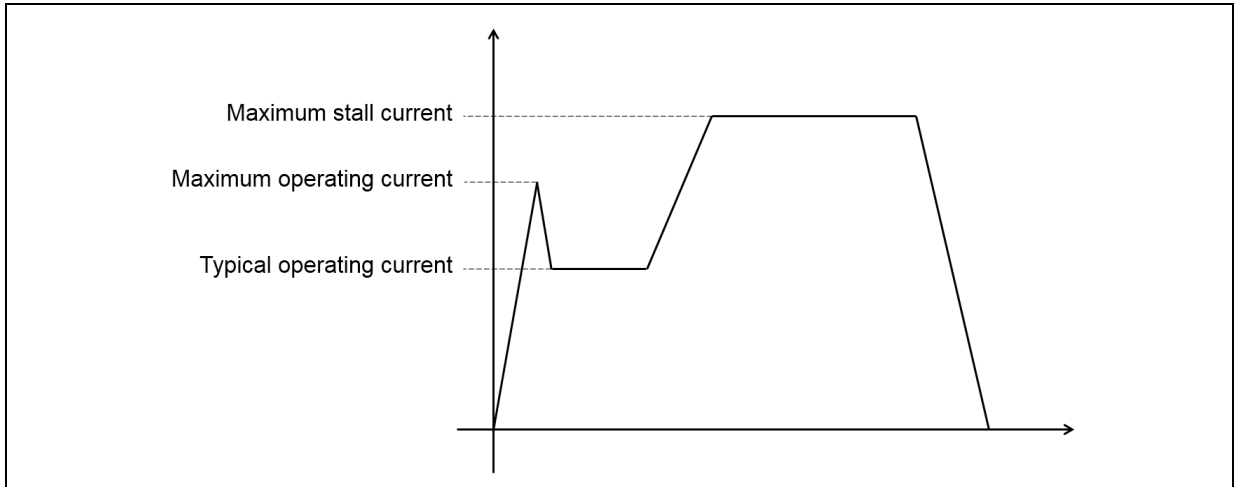 Maximum stall current
Maximum operating current
Typical operating current